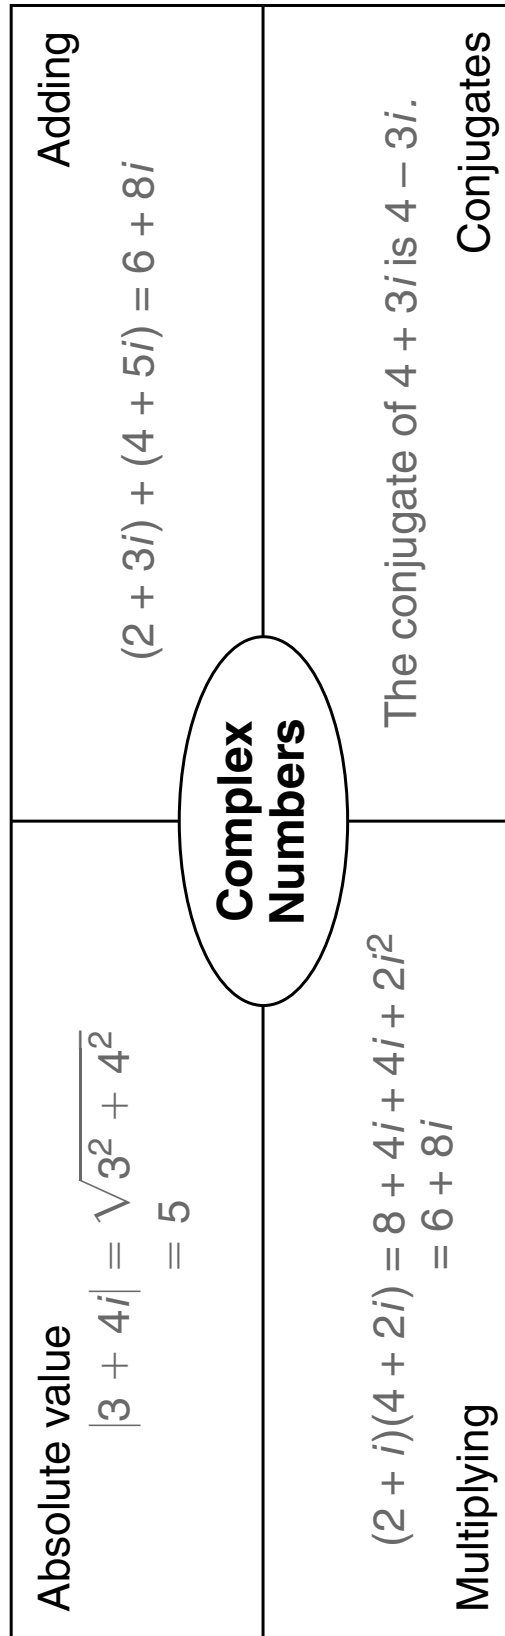 Absolute value
|3 + 4i| = √3² + 4²
= 5
Adding
(2 + 3i) + (4 + 5i) = 6 + 8i
Complex
Numbers
(2 + i)(4 + 2i) = 8 + 4i + 4i + 2i²
= 6 + 8i
Multiplying
The conjugate of 4 + 3i is 4 – 3i.
Conjugates